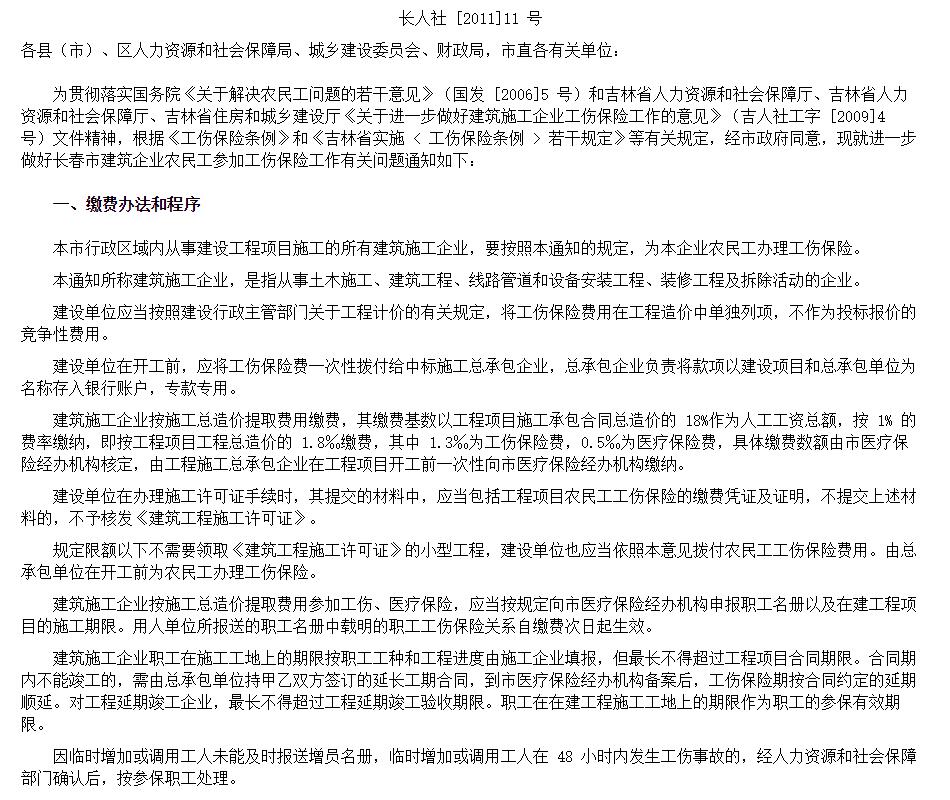 长人社 [2011]11 号
各县（市）、区人力资源和社会保障局、城乡建设委员会、财政局，市直各有关单位：
为贯彻落实国务院《关于解决农民工问题的若干意见》（国发 [2006]5 号）和吉林省人力资源和社会保障厅、吉林省人力
资源和社会保障厅、吉林省住房和城乡建设厅《关于进一步做好建筑施工企业工伤保险工作的意见》（吉人社工字 [2009]4
号）文件精神，根据《工伤保险条例》和《吉林省实施 < 工伤保险条例 > 若干规定》等有关规定，经市政府同意，现就进一步
做好长春市建筑企业农民工参加工伤保险工作有关问题通知如下：
一、缴费办法和程序
本市行政区域内从事建设工程项目施工的所有建筑施工企业，要按照本通知的规定，为本企业农民工办理工伤保险。
本通知所称建筑施工企业，是指从事土木施工、建筑工程、线路管道和设备安装工程、装修工程及拆除活动的企业。
建设单位应当按照建设行政主管部门关于工程计价的有关规定，将工伤保险费用在工程造价中单独列项，不作为投标报价的
竞争性费用。
建设单位在开工前，应将工伤保险费一次性拨付给中标施工总承包企业，总承包企业负责将款项以建设项目和总承包单位为
名称存入银行账户，专款专用。
建筑施工企业按施工总造价提取费用缴费，其缴费基数以工程项目施工承包合同总造价的 18%作为人工工资总额，按 1% 的
费率缴纳，即按工程项目工程总造价的 1.8‰缴费，其中 1.3‰为工伤保险费，0.5‰为医疗保险费，具体缴费数额由市医疗保
险经办机构核定，由工程施工总承包企业在工程项目开工前一次性向市医疗保险经办机构缴纳。
建设单位在办理施工许可证手续时，其提交的材料中，应当包括工程项目农民工工伤保险的缴费凭证及证明，不提交上述材
料的，不予核发《建筑工程施工许可证》。
规定限额以下不需要领取《建筑工程施工许可证》的小型工程，建设单位也应当依照本意见拨付农民工工伤保险费用。由总
承包单位在开工前为农民工办理工伤保险。
建筑施工企业按施工总造价提取费用参加工伤、医疗保险，应当按规定向市医疗保险经办机构申报职工名册以及在建工程项
目的施工期限。用人单位所报送的职工名册中载明的职工工伤保险关系自缴费次日起生效。
建筑施工企业职工在施工工地上的期限按职工工种和工程进度由施工企业填报，但最长不得超过工程项目合同期限。合同期
内不能竣工的，需由总承包单位持甲乙双方签订的延长工期合同，到市医疗保险经办机构备案后，工伤保险期按合同约定的延期
顺延。对工程延期竣工企业，最长不得超过工程延期竣工验收期限。职工在在建工程施工工地上的期限作为职工的参保有效期
限。
因临时增加或调用工人未能及时报送增员名册，临时增加或调用工人在 48 小时内发生工伤事故的，经人力资源和社会保障
部门确认后，按参保职工处理。